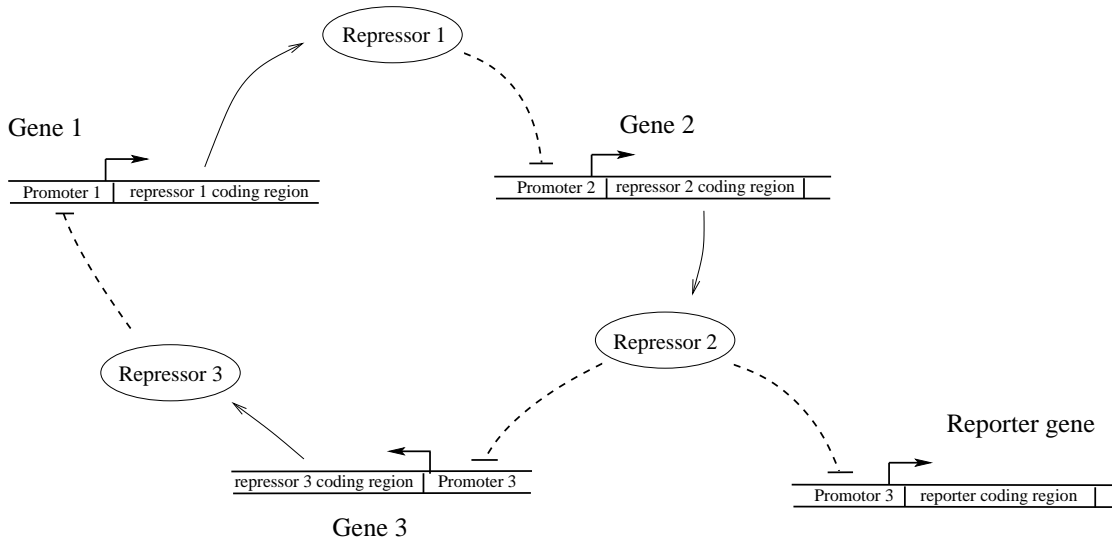 Repressor 1
Gene 1
Gene 2
Promoter 1
repressor 1 coding region
Promoter 2
repressor 2 coding region
Repressor 2
Repressor 3
Reporter gene
repressor 3 coding region
Promoter 3
Promotor 3
reporter coding region
Gene 3